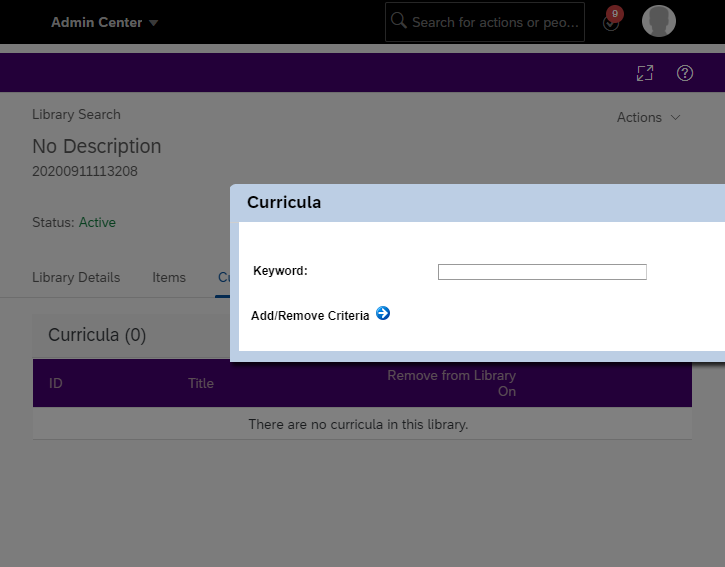 Admin Center
Search for actions or peo...
9
Library Search
Actions
No Description
20200911113208
Curricula
Status: Active
Keyword:
Library Details Items
Add/Remove Criteria
Curricula (0)
ID Title Remove from Library On
There are no curricula in this library.